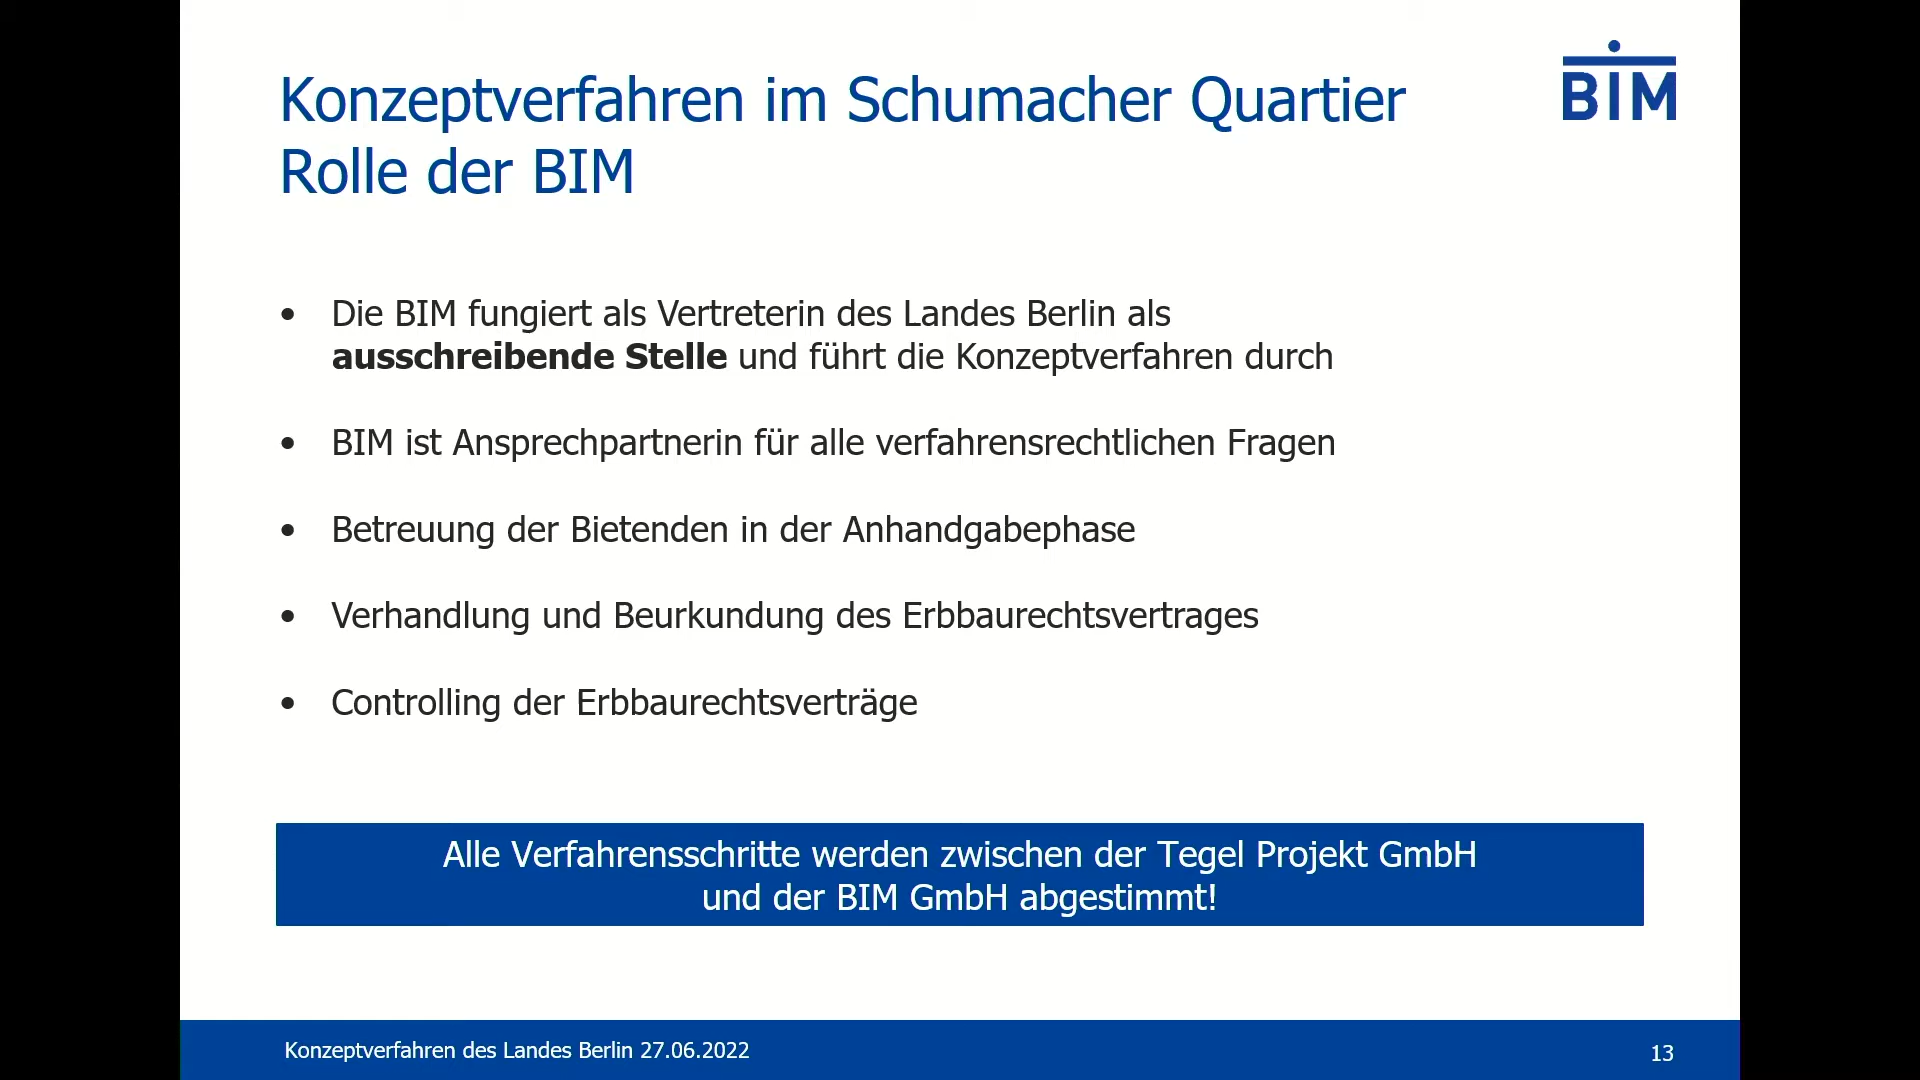 Konzeptverfahren im Schumacher Quartier
Rolle der BIM
BIM
• Die BIM fungiert als Vertreterin des Landes Berlin als
ausschreibende Stelle und führt die Konzeptverfahren durch
• BIM ist Ansprechpartnerin für alle verfahrensrechtlichen Fragen
• Betreuung der Bietenden in der Anhandgabephase
• Verhandlung und Beurkundung des Erbbaurechtsvertrages
• Controlling der Erbbaurechtsverträge
Alle Verfahrensschritte werden zwischen der Tegel Projekt GmbH
und der BIM GmbH abgestimmt!
Konzeptverfahren des Landes Berlin 27.06.2022
13